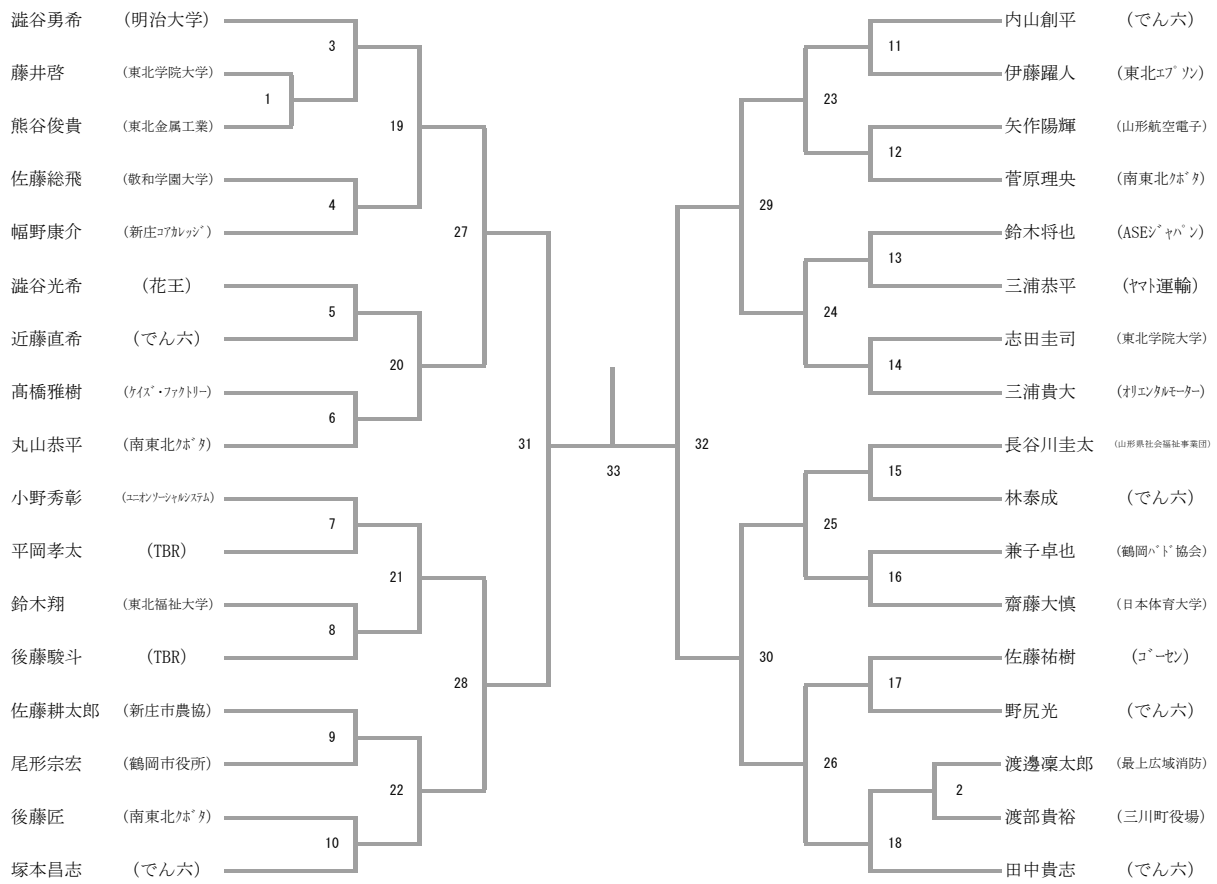 澁谷勇希 (明治大学)
3
藤井啓 (東北学院大学)
1
熊谷俊貴 (東北金属工業)
19
佐藤総飛 (敬和学園大学)
4
幅野康介 (新庄コアカレッジ)
27
澁谷光希 (花王)
5
近藤直希 (でん六)
20
髙橋雅樹 (ケイズ・ファクトリー)
6
丸山恭平 (南東北クボタ)
31
小野秀彰 (ユニオンソーシャルシステム)
7
平岡孝太 (TBR)
21
鈴木翔 (東北福祉大学)
8
後藤駿斗 (TBR)
28
佐藤耕太郎 (新庄市農協)
9
尾形宗宏 (鶴岡市役所)
22
後藤匠 (南東北クボタ)
10
塚本昌志 (でん六)
33
内山創平 (でん六)
11
伊藤躍人 (東北エプソン)
23
矢作陽輝 (山形航空電子)
12
菅原理央 (南東北クボタ)
29
鈴木将也 (ASEジャパン)
13
三浦恭平 (ヤマト運輸)
24
志田圭司 (東北学院大学)
14
三浦貴大 (オリエンタルモーター)
32
長谷川圭太 (山形県社会福祉事業団)
15
林泰成 (でん六)
25
兼子卓也 (鶴岡バド協会)
16
齋藤大慎 (日本体育大学)
30
佐藤祐樹 (ゴーセン)
17
野尻光 (でん六)
26
渡邊凜太郎 (最上広域消防)
2
渡部貴裕 (三川町役場)
18
田中貴志 (でん六)